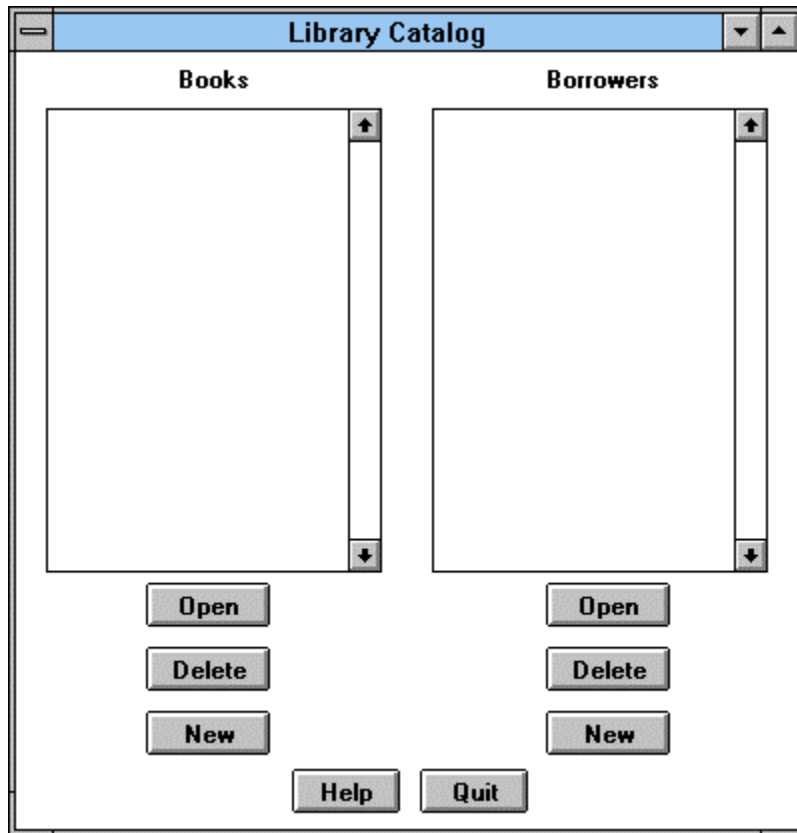 Library Catalog
Books Borrowers
Open Open
Delete Delete
New New
Help Quit